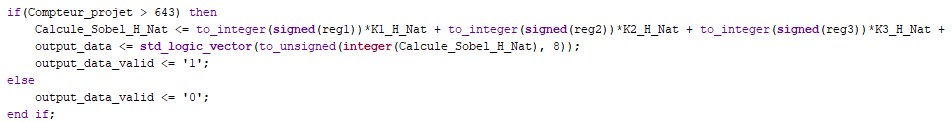 if(Compteur_projet > 643) then
Calcule_Sobel_H_Nat <= to_integer(signed(reg1))*K1_H_Nat + to_integer(signed(reg2))*K2_H_Nat + to_integer(signed(reg3))*K3_H_Nat +
output_data <= std_logic_vector(to_unsigned(integer(Calcule_Sobel_H_Nat), 8));
output_data_valid <= '1';
else
output_data_valid <= '0';
end if;